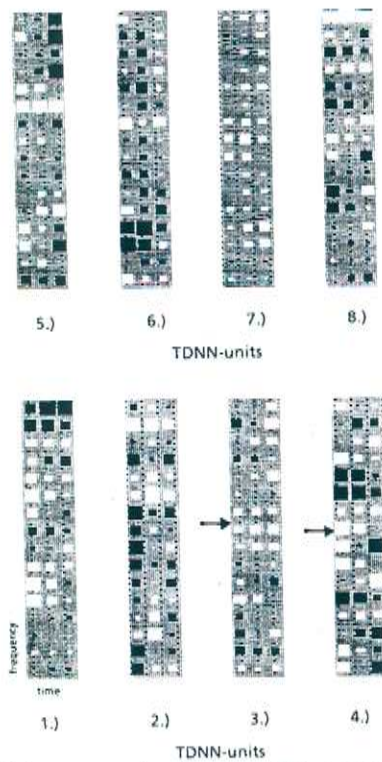 5.) 6.) 7.) 8.)
TDNN-units
frequency
time
1.) 2.) 3.) 4.)
TDNN-units